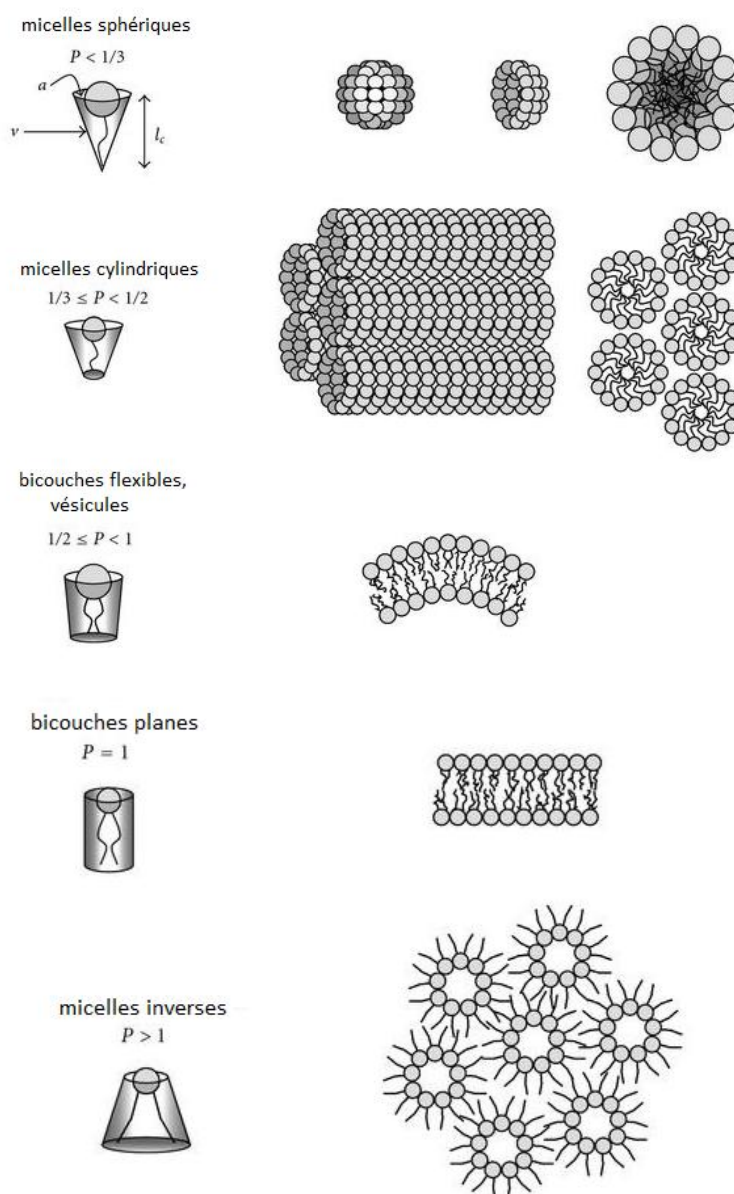 micelles sphériques
P < 1/3
a
v
lc
micelles cylindriques
1/3 ≤ P < 1/2
bicouches flexibles,
vésicules
1/2 ≤ P < 1
bicouches planes
P = 1
micelles inverses
P > 1